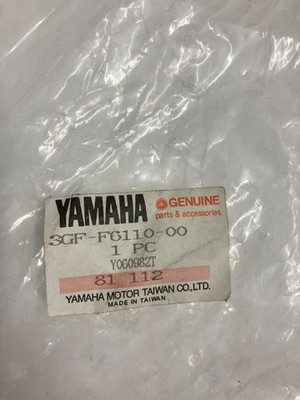 YAMAHA
GENUINE
parts & accessories
3GF-F6110-00
1 PC
YOG0982T
81 112
YAMAHA MOTOR TAIWAN CO.,LTD.
MADE IN TAIWAN